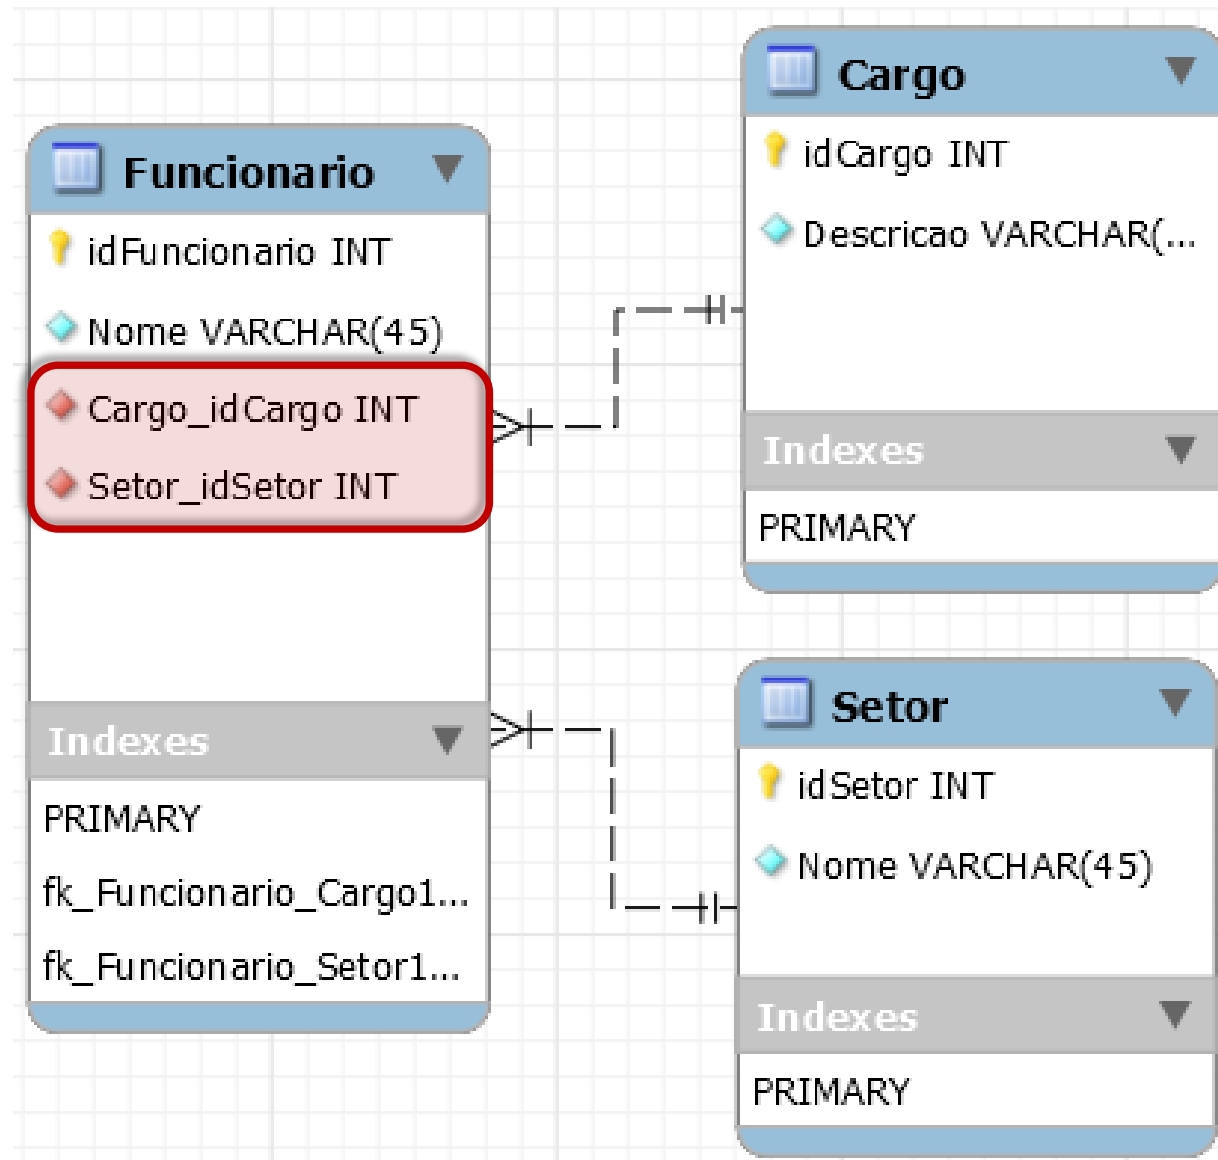 Funcionario
idFuncionario INT
Nome VARCHAR(45)
Cargo_idCargo INT
Setor_idSetor INT
Indexes
PRIMARY
fk_Funcionario_Cargo1...
fk_Funcionario_Setor1...
Cargo
idCargo INT
Descricao VARCHAR(...
Indexes
PRIMARY
Setor
idSetor INT
Nome VARCHAR(45)
Indexes
PRIMARY